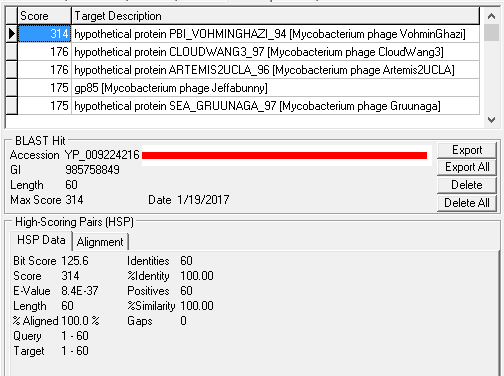 Score Target Description
314 hypothetical protein PBI_VOHMINGHAZI_94 [Mycobacterium phage VohminGhazi]
176 hypothetical protein CLOUDWANG3_97 [Mycobacterium phage CloudWang3]
176 hypothetical protein ARTEMIS2UCLA_96 [Mycobacterium phage Artemis2UCLA]
175 gp85 [Mycobacterium phage Jeffabunny]
175 hypothetical protein SEA_GRUUNAGA_97 [Mycobacterium phage Gruunaga]
BLAST Hit
Accession YP_009224216
GI 985758849
Length 60
Max Score 314 Date 1/19/2017
Export
Export All
Delete
Delete All
High-Scoring Pairs (HSP)
HSP Data Alignment
Bit Score 125.6 Identities 60
Score 314 %Identity 100.00
E-Value 8.4E-37 Positives 60
Length 60 %Similarity 100.00
% Aligned 100.0 % Gaps 0
Query 1 - 60
Target 1 - 60